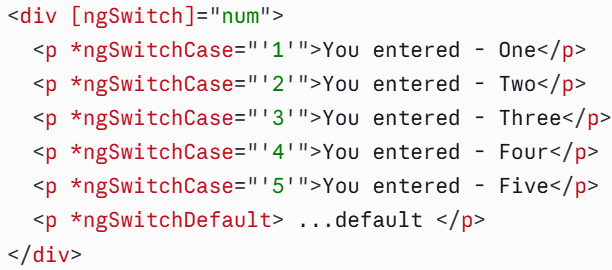 <div [ngSwitch]="num">
  <p *ngSwitchCase="'1'">You entered - One</p>
  <p *ngSwitchCase="'2'">You entered - Two</p>
  <p *ngSwitchCase="'3'">You entered - Three</p>
  <p *ngSwitchCase="'4'">You entered - Four</p>
  <p *ngSwitchCase="'5'">You entered - Five</p>
  <p *ngSwitchDefault> ...default </p>
</div>